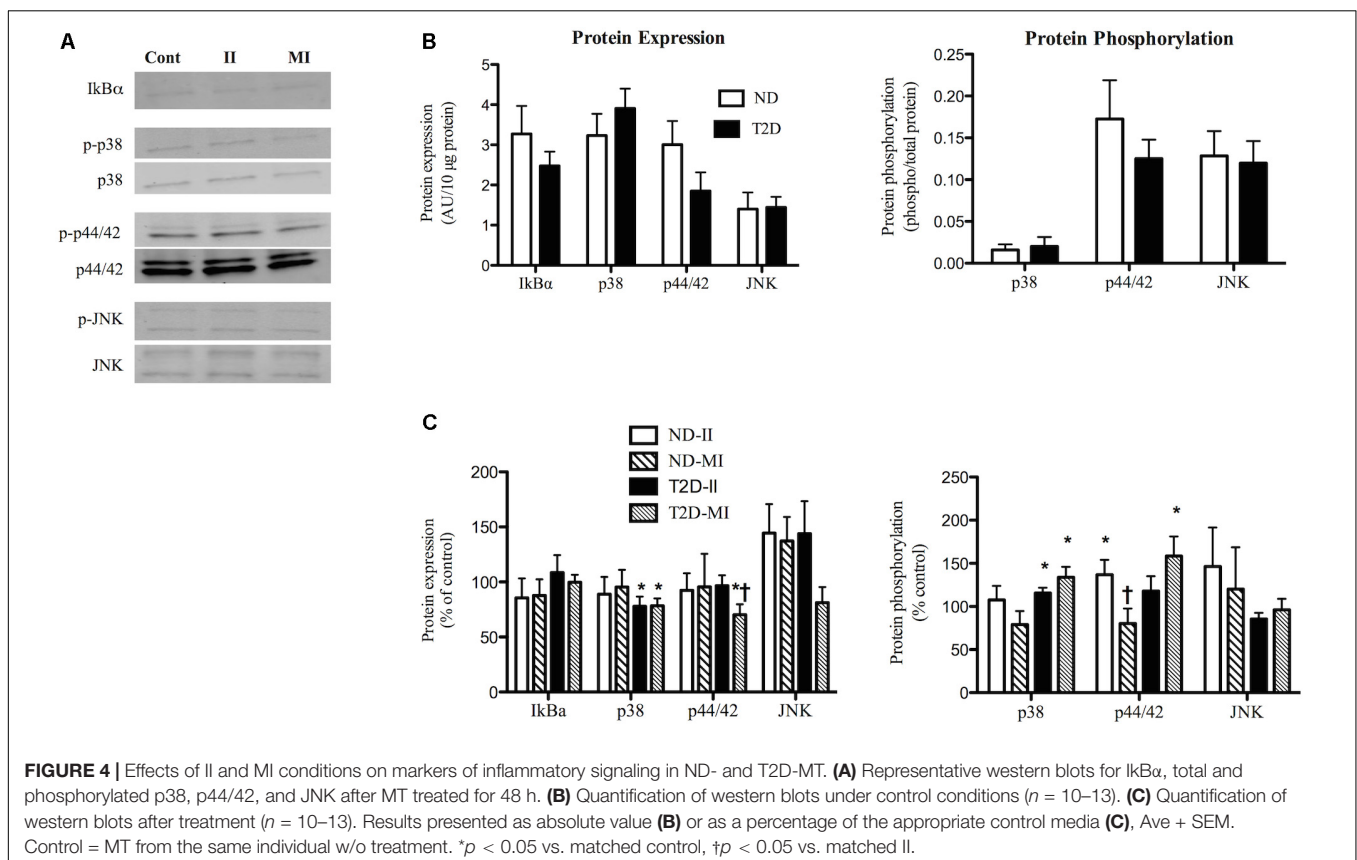 A
Cont II MI
IkBα
p-p38
p38
p-p44/42
p44/42
p-JNK
JNK
B
Protein Expression
Protein expression
(AU/10 μg protein)
5
4
3
2
1
0
ND
T2D
IkBα p38 p44/42 JNK
Protein Phosphorylation
Protein phosphorylation
(phospho/total protein)
0.25
0.20
0.15
0.10
0.05
0.00
p38 p44/42 JNK
C
ND-II
ND-MI
T2D-II
T2D-MI
Protein expression
(% of control)
200
150
100
50
0
* * *†
IkBa p38 p44/42 JNK
Protein phosphorylation
(% control)
250
200
150
100
50
0
* * * † *
p38 p44/42 JNK
FIGURE 4 | Effects of II and MI conditions on markers of inflammatory signaling in ND- and T2D-MT. (A) Representative western blots for IkBα, total and
phosphorylated p38, p44/42, and JNK after MT treated for 48 h. (B) Quantification of western blots under control conditions (n = 10–13). (C) Quantification of
western blots after treatment (n = 10–13). Results presented as absolute value (B) or as a percentage of the appropriate control media (C), Ave + SEM.
Control = MT from the same individual w/o treatment. *p < 0.05 vs. matched control, †p < 0.05 vs. matched II.